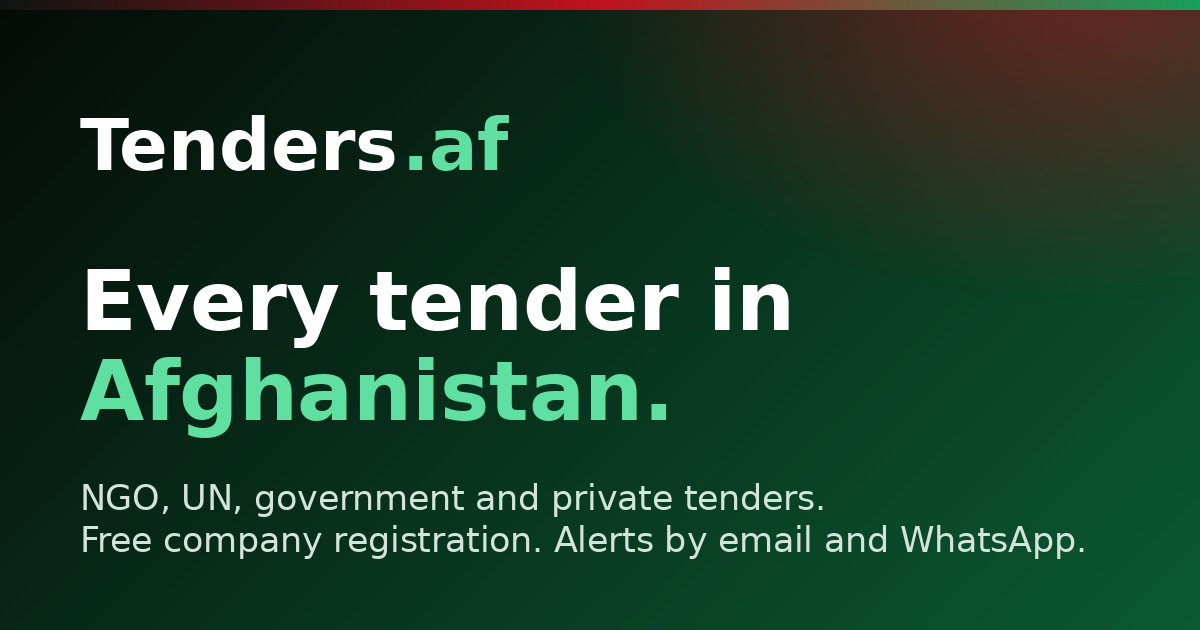 Tenders.af
Every tender in
Afghanistan.
NGO, UN, government and private tenders.
Free company registration. Alerts by email and WhatsApp.